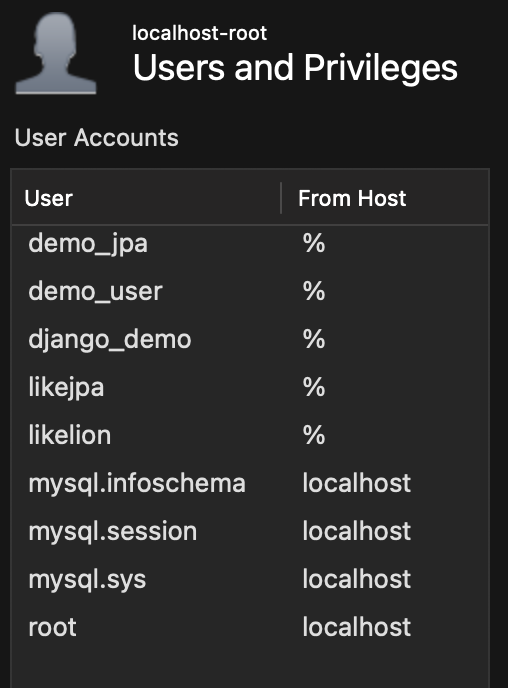 localhost-root
Users and Privileges
User Accounts
User From Host
demo_jpa %
demo_user %
django_demo %
likejpa %
likelion %
mysql.infoschema localhost
mysql.session localhost
mysql.sys localhost
root localhost